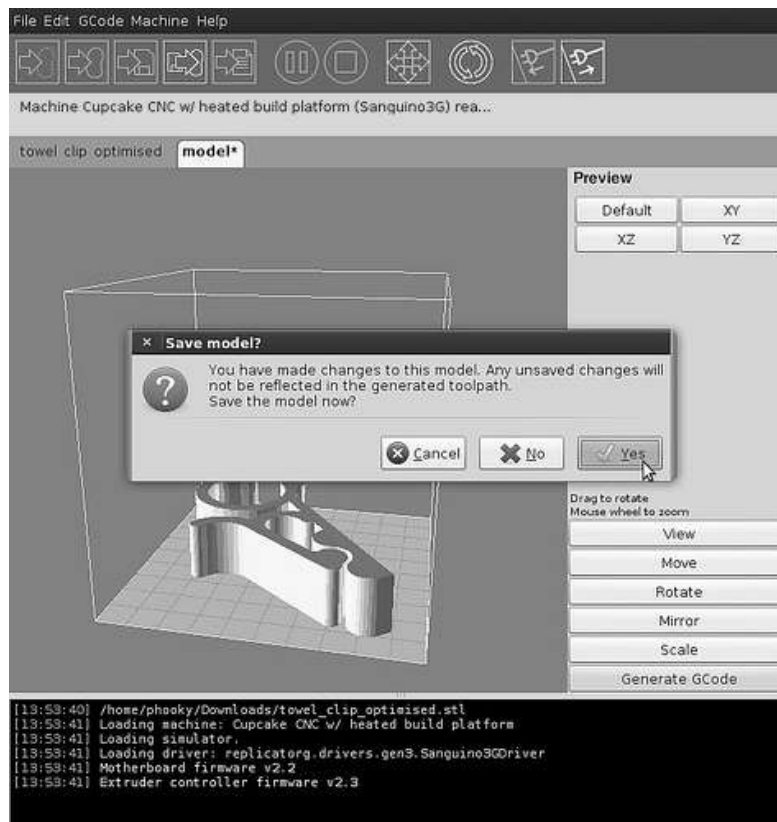 File Edit GCode Machine Help
Machine Cupcake CNC w/ heated build platform (Sanguino3G) rea...
towel clip optimised model*
Preview
Default XY
XZ YZ
Save model?
You have made changes to this model. Any unsaved changes will
not be reflected in the generated toolpath.
Save the model now?
Cancel No Yes
Drag to rotate
Mouse wheel to zoom
View
Move
Rotate
Mirror
Scale
Generate GCode
[13:53:40] /home/phooky/Downloads/towel_clip_optimised.stl
[13:53:41] Loading machine: Cupcake CNC w/ heated build platform
[13:53:41] Loading simulator.
[13:53:41] Loading driver: replicatorg.drivers.gen3.Sanguino3GDriver
[13:53:41] Motherboard firmware v2.2
[13:53:41] Extruder controller firmware v2.3